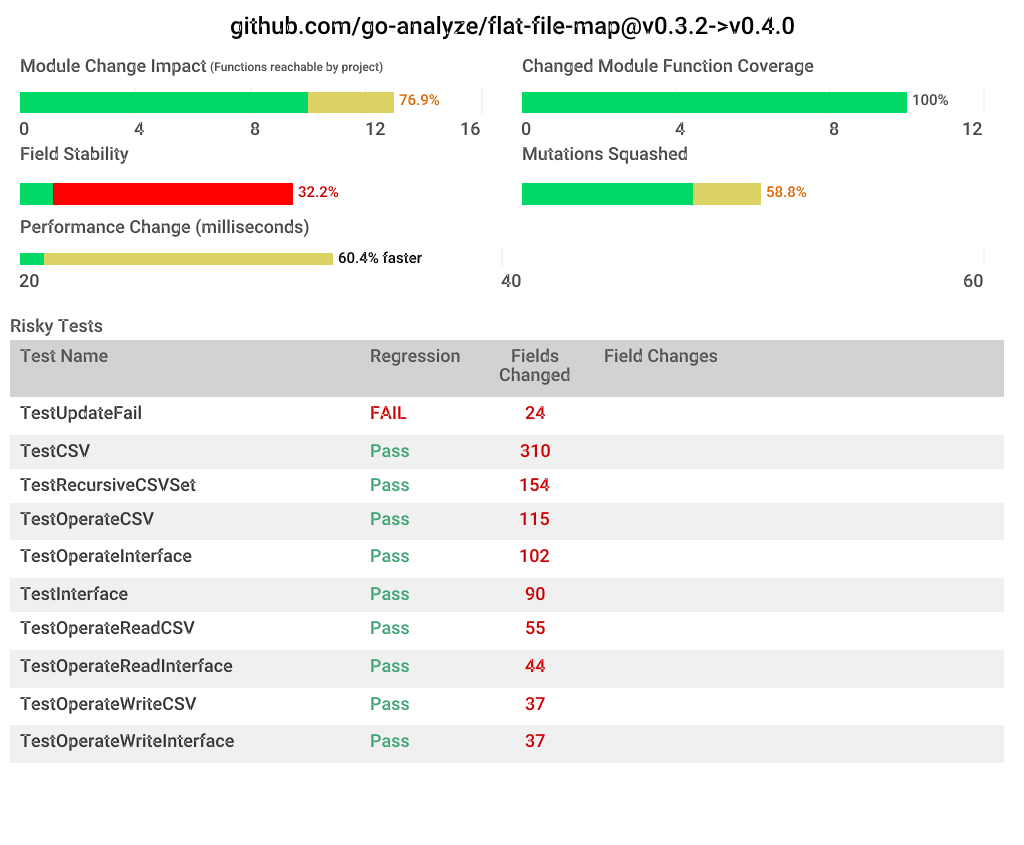 github.com/go-analyze/flat-file-map@v0.3.2->v0.4.0
Module Change Impact (Functions reachable by project)
76.9%
0 4 8 12 16
Changed Module Function Coverage
100%
0 4 8 12
Field Stability
32.2%
Mutations Squashed
58.8%
Performance Change (milliseconds)
60.4% faster
20 40 60
Risky Tests
Test Name Regression Fields Changed Field Changes
TestUpdateFail FAIL 24
TestCSV Pass 310
TestRecursiveCSVSet Pass 154
TestOperateCSV Pass 115
TestOperateInterface Pass 102
TestInterface Pass 90
TestOperateReadCSV Pass 55
TestOperateReadInterface Pass 44
TestOperateWriteCSV Pass 37
TestOperateWriteInterface Pass 37